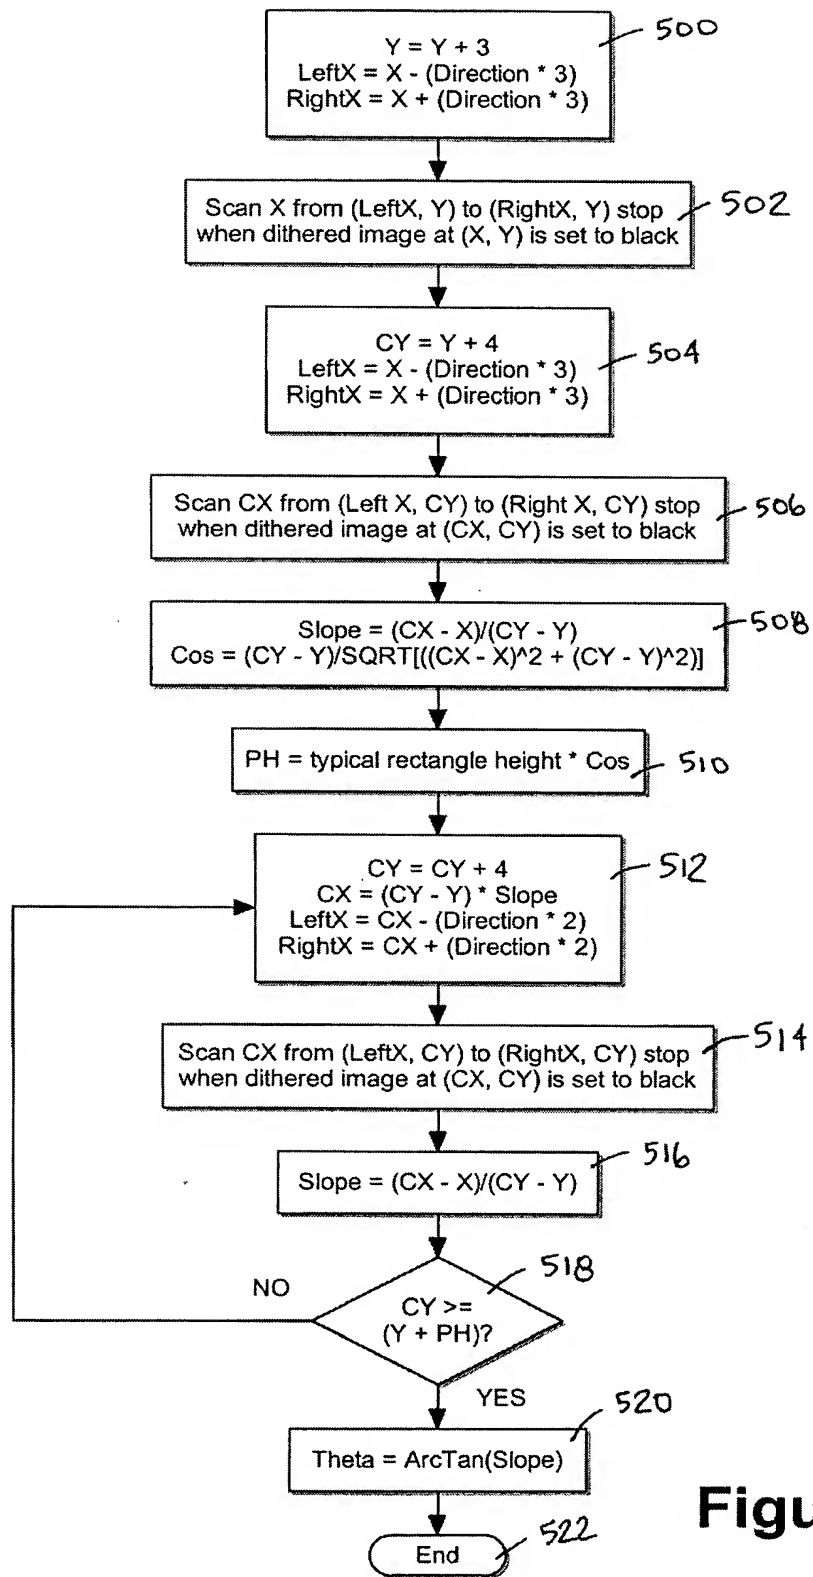 Y = Y + 3
LeftX = X - (Direction * 3)
RightX = X + (Direction * 3)
500
Scan X from (LeftX, Y) to (RightX, Y) stop
when dithered image at (X, Y) is set to black
502
CY = Y + 4
LeftX = X - (Direction * 3)
RightX = X + (Direction * 3)
504
Scan CX from (Left X, CY) to (Right X, CY) stop
when dithered image at (CX, CY) is set to black
506
Slope = (CX - X)/(CY - Y)
Cos = (CY - Y)/SQRT[((CX - X)^2 + (CY - Y)^2)]
508
PH = typical rectangle height * Cos
510
CY = CY + 4
CX = (CY - Y) * Slope
LeftX = CX - (Direction * 2)
RightX = CX + (Direction * 2)
512
Scan CX from (LeftX, CY) to (RightX, CY) stop
when dithered image at (CX, CY) is set to black
514
Slope = (CX - X)/(CY - Y)
516
NO
CY >=
(Y + PH)?
518
YES
Theta = ArcTan(Slope)
520
End
522